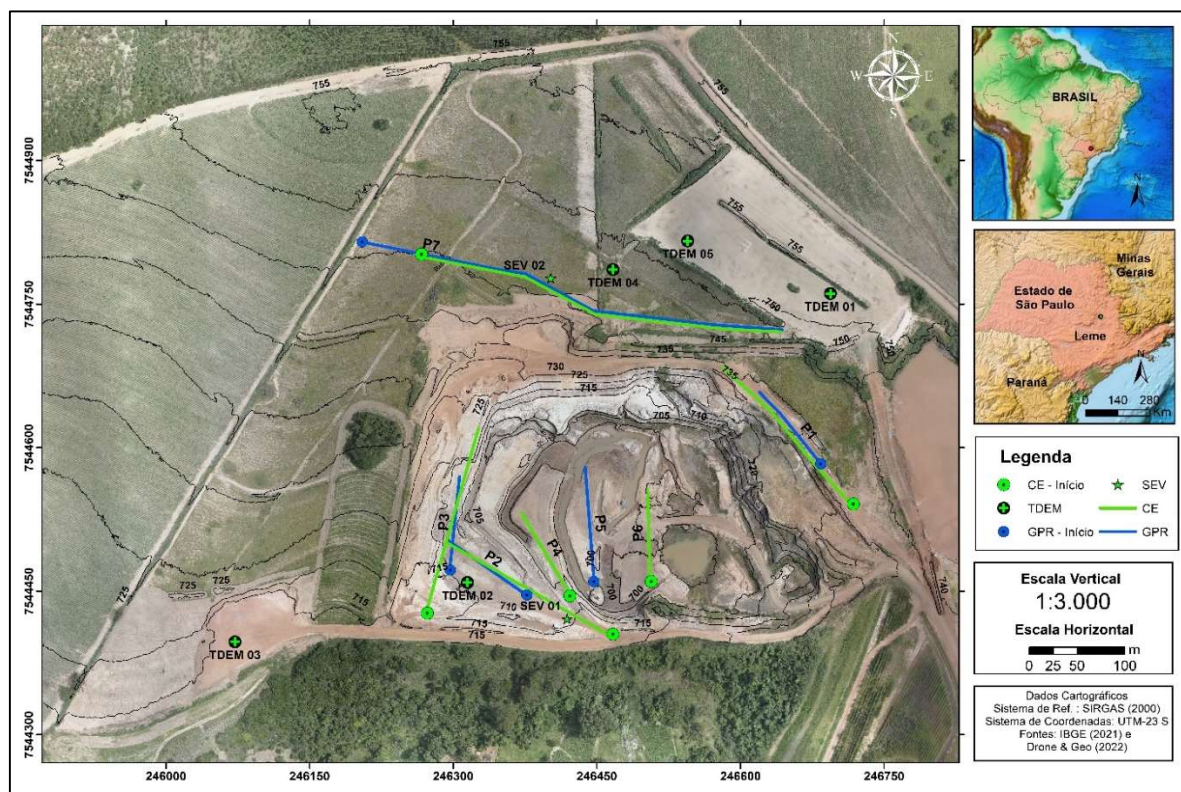 755
755
755
755
755
750
745
750
750
735
730
725
715
725
735
705
710
720
705
715
700
700
700
710
715
715
725
725
715
725
740
N
W
E
S
P7
SEV 02
TDEM 05
TDEM 04
TDEM 01
P1
P3
P2
P4
P5
P6
TDEM 02
SEV 01
TDEM 03
7544900
7544750
7544600
7544450
7544300
246000
246150
246300
246450
246600
246750
BRASIL
N
Minas
Gerais
Estado de
São Paulo
Leme
Paraná
N
0 140 280
Km
Legenda
CE - Início
SEV
TDEM
CE
GPR - Início
GPR
Escala Vertical
1:3.000
Escala Horizontal
m
0 25 50 100
Dados Cartográficos
Sistema de Ref. : SIRGAS (2000)
Sistema de Coordenadas: UTM-23 S
Fontes: IBGE (2021) e
Drone & Geo (2022)